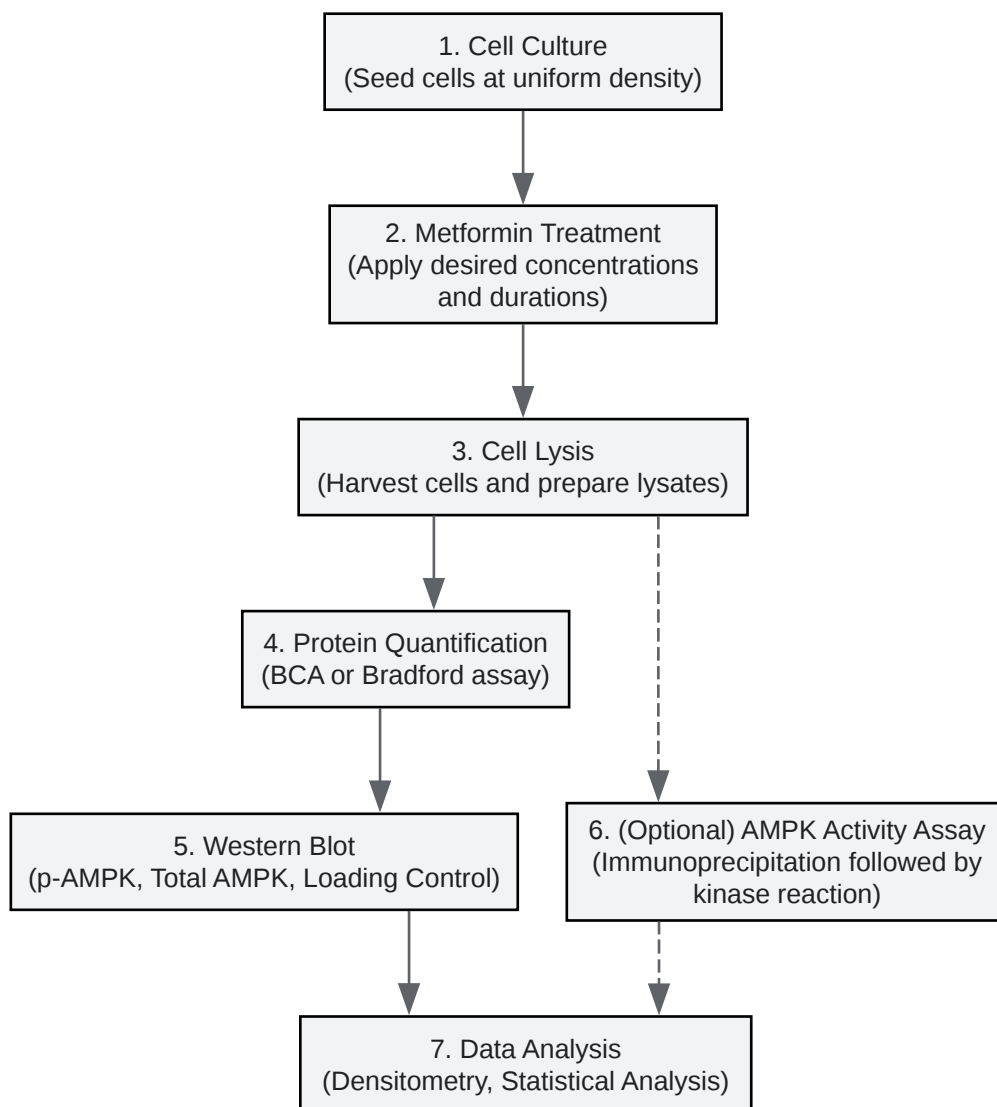 1. Cell Culture
(Seed cells at uniform density)
2. Metformin Treatment
(Apply desired concentrations
and durations)
3. Cell Lysis
(Harvest cells and prepare lysates)
4. Protein Quantification
(BCA or Bradford assay)
5. Western Blot
(p-AMPK, Total AMPK, Loading Control)
6. (Optional) AMPK Activity Assay
(Immunoprecipitation followed by
kinase reaction)
7. Data Analysis
(Densitometry, Statistical Analysis)